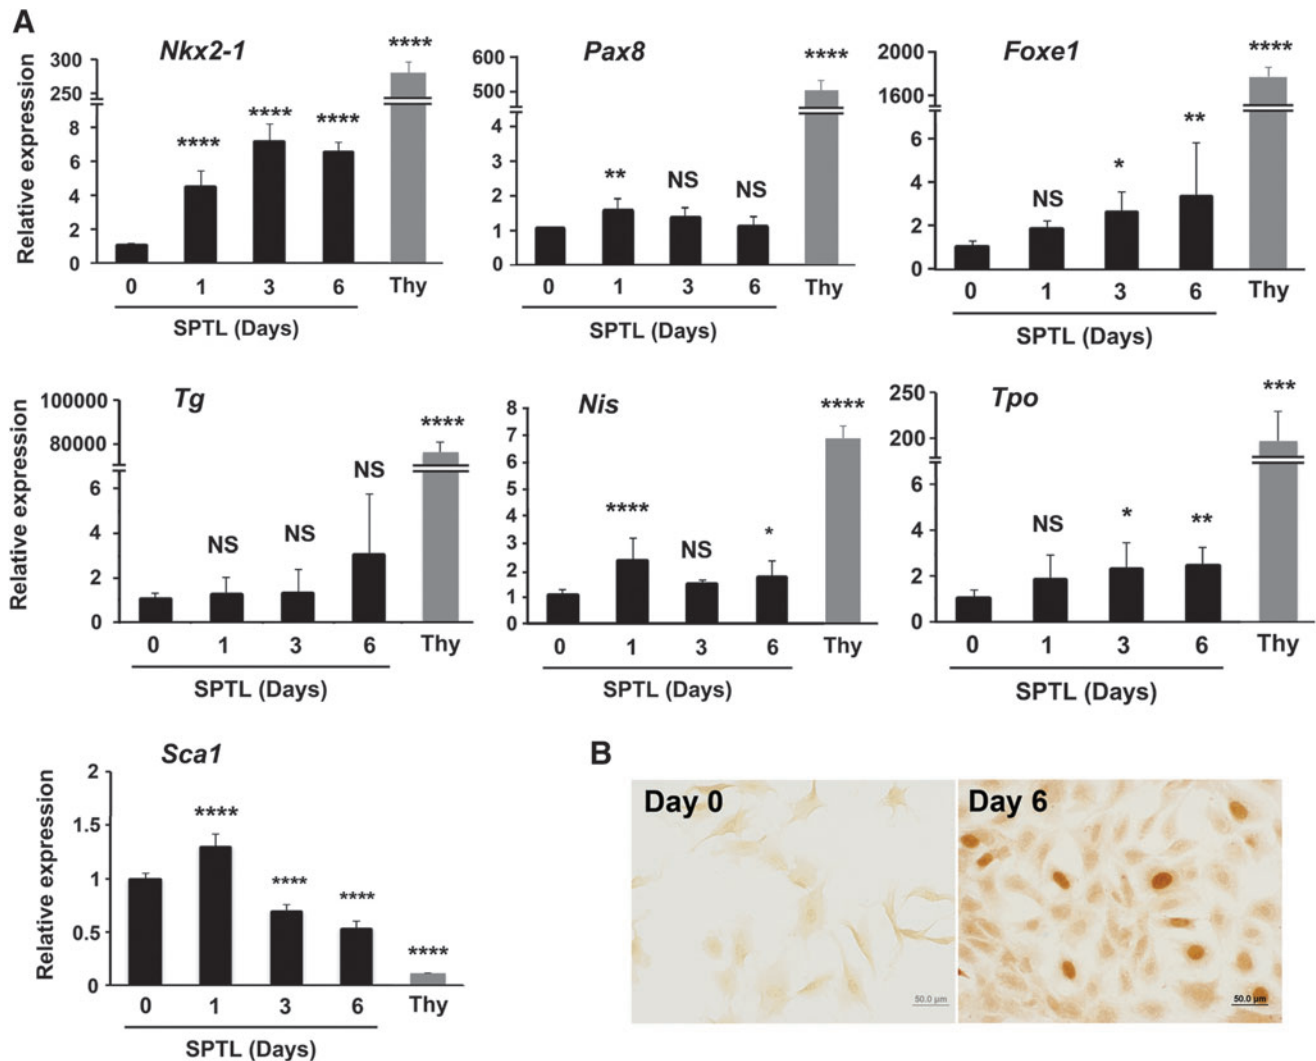 A
Nkx2-1
Relative expression
300
250
8
6
4
2
0
****
****
****
****
0 1 3 6 Thy
SPTL (Days)
Pax8
600
500
4
3
2
1
0
**
NS
NS
****
0 1 3 6 Thy
SPTL (Days)
Foxe1
2000
1600
6
4
2
0
NS
*
**
****
0 1 3 6 Thy
SPTL (Days)
Tg
Relative expression
100000
80000
6
4
2
0
NS
NS
NS
****
0 1 3 6 Thy
SPTL (Days)
Nis
8
7
6
5
4
3
2
1
0
****
NS
*
****
0 1 3 6 Thy
SPTL (Days)
Tpo
250
200
6
4
2
0
NS
*
**
***
0 1 3 6 Thy
SPTL (Days)
Sca1
Relative expression
2
1.5
1
0.5
0
****
****
****
****
0 1 3 6 Thy
SPTL (Days)
B
Day 0
50.0 µm
Day 6
50.0 µm